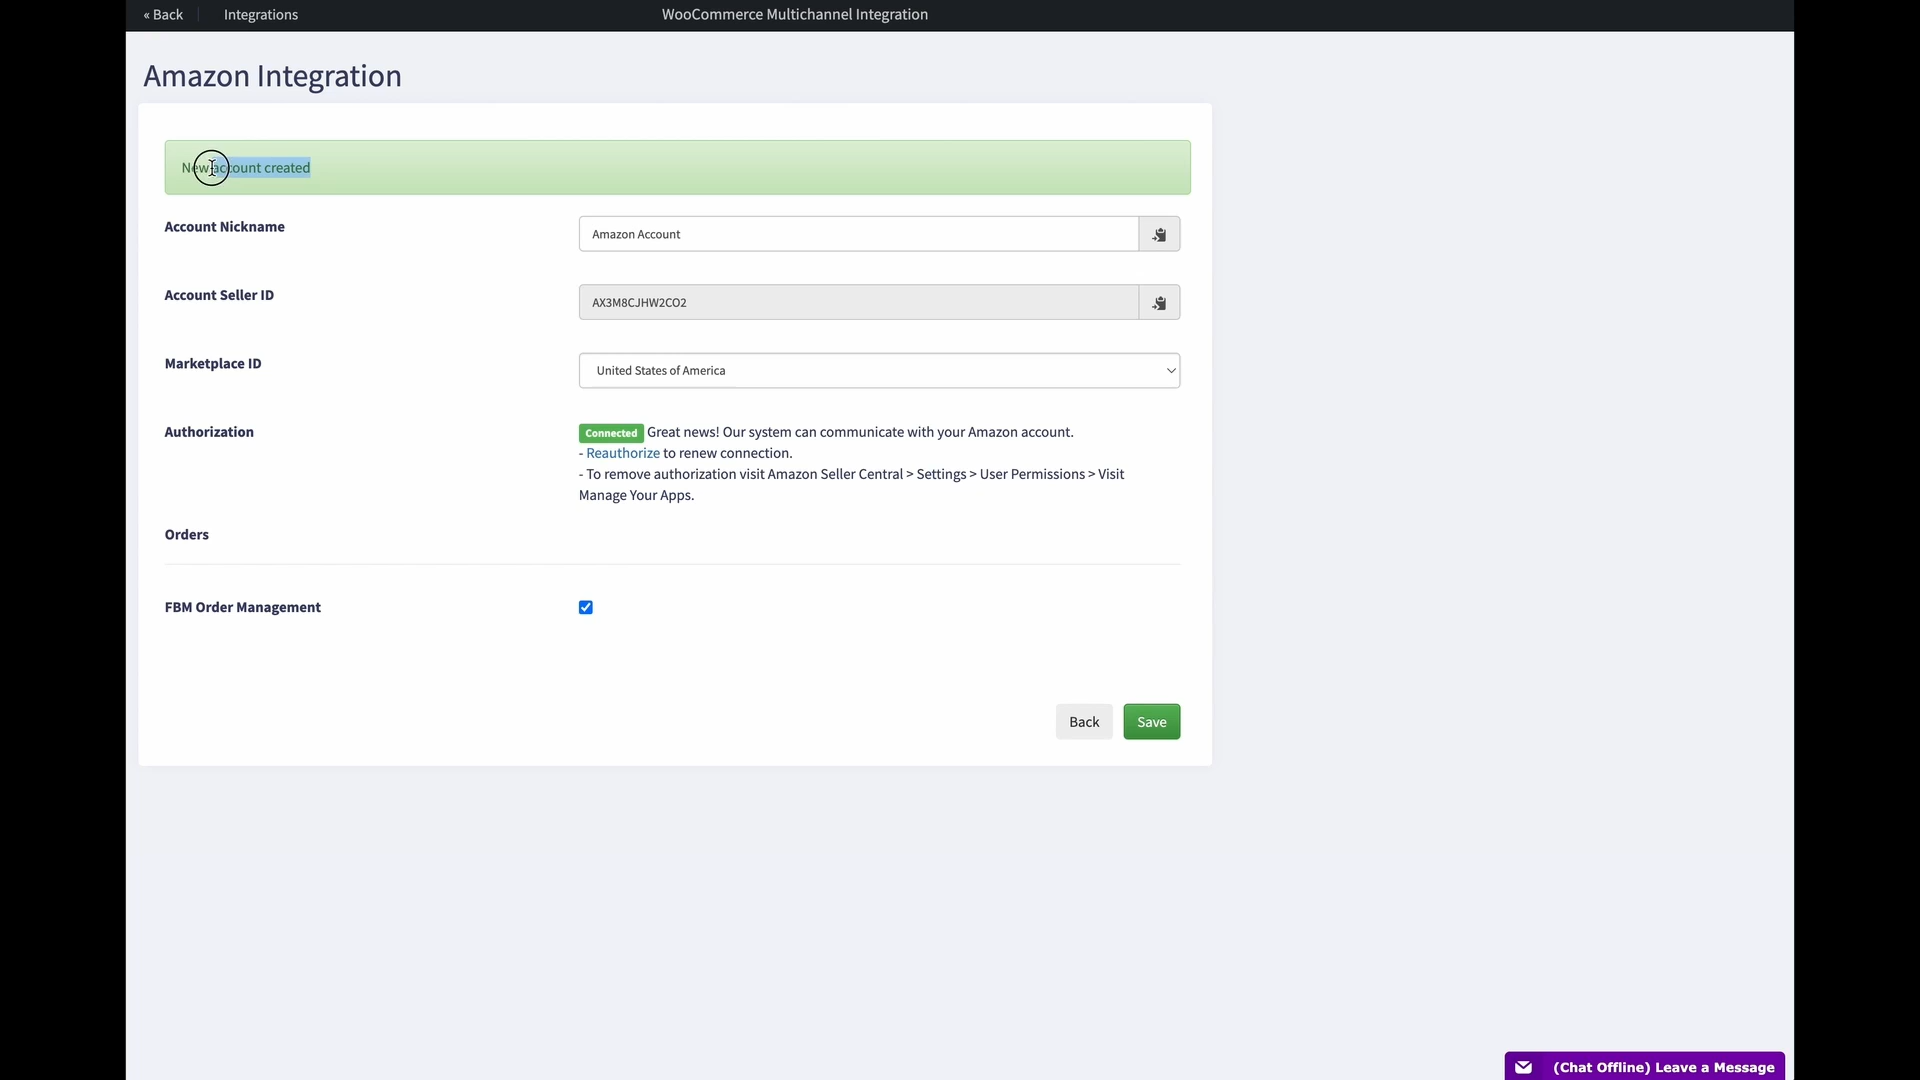 « Back
Integrations
WooCommerce Multichannel Integration
Amazon Integration
New account created
Account Nickname
Amazon Account
Account Seller ID
AX3M8CJHW2CO2
Marketplace ID
United States of America
Authorization
Connected Great news! Our system can communicate with your Amazon account.
- Reauthorize to renew connection.
- To remove authorization visit Amazon Seller Central > Settings > User Permissions > Visit
Manage Your Apps.
Orders
FBM Order Management
Back
Save
(Chat Offline) Leave a Message